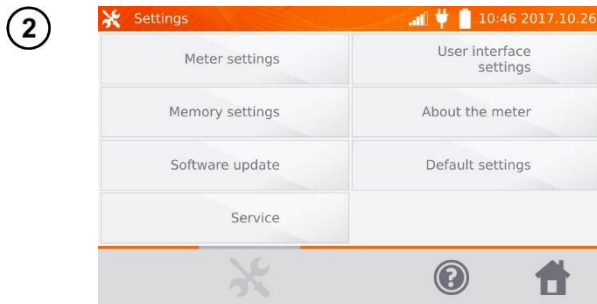 2
Settings
10:46 2017.10.26
Meter settings
User interface
settings
Memory settings
About the meter
Software update
Default settings
Service
?